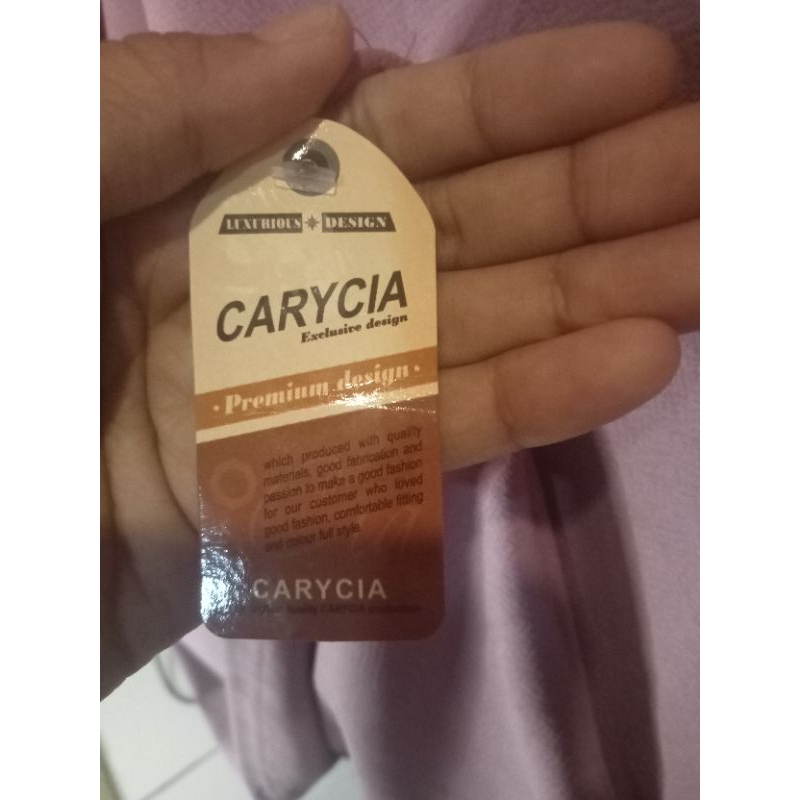 LUXURIOUS DESIGN
CARYCIA
Exclusive design
• Premium design •
which produced with quality
materials, good fabrication and
passion to make a good fashion
for our customer who loved
good fashion, comfortable fitting
and colour full style.
CARYCIA
CARYCIA